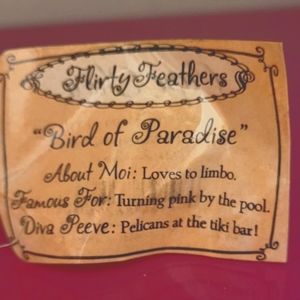 Flirty Feathers
"Bird of Paradise"
About Moi: Loves to limbo.
Famous For: Turning pink by the pool.
Diva Peeve: Pelicans at the tiki bar!